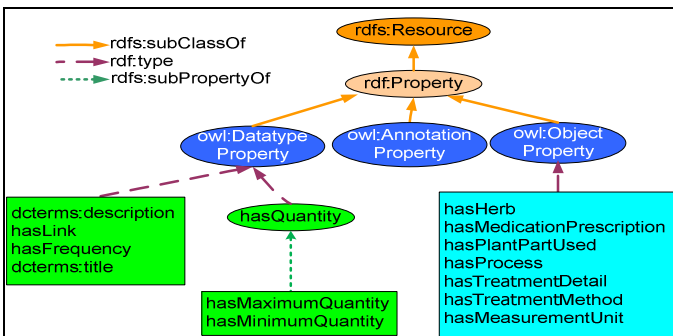 rdfs:subClassOf
rdf:type
rdfs:subPropertyOf
rdfs:Resource
rdf:Property
owl:Datatype
Property
owl:Annotation
Property
owl:Object
Property
dcterms:description
hasLink
hasFrequency
dcterms:title
hasQuantity
hasMaximumQuantity
hasMinimumQuantity
hasHerb
hasMedicationPrescription
hasPlantPartUsed
hasProcess
hasTreatmentDetail
hasTreatmentMethod
hasMeasurementUnit